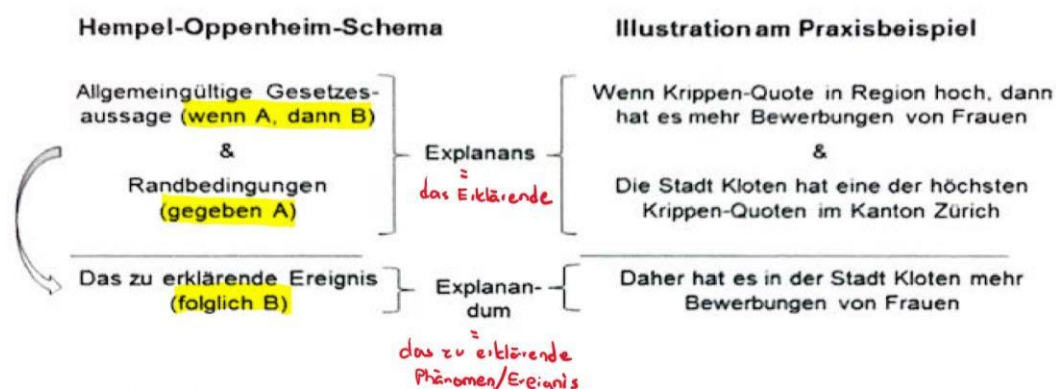 Hempel-Oppenheim-Schema
Illustration am Praxisbeispiel
Allgemeingültige Gesetzes-
aussage (wenn A, dann B)
&
Randbedingungen
(gegeben A)
Explanans
=
das Erklärende
Wenn Krippen-Quote in Region hoch, dann
hat es mehr Bewerbungen von Frauen
&
Die Stadt Kloten hat eine der höchsten
Krippen-Quoten im Kanton Zürich
Das zu erklärende Ereignis
(folglich B)
Explanan-
dum
=
das zu erklärende
Phänomen/Ereignis
Daher hat es in der Stadt Kloten mehr
Bewerbungen von Frauen